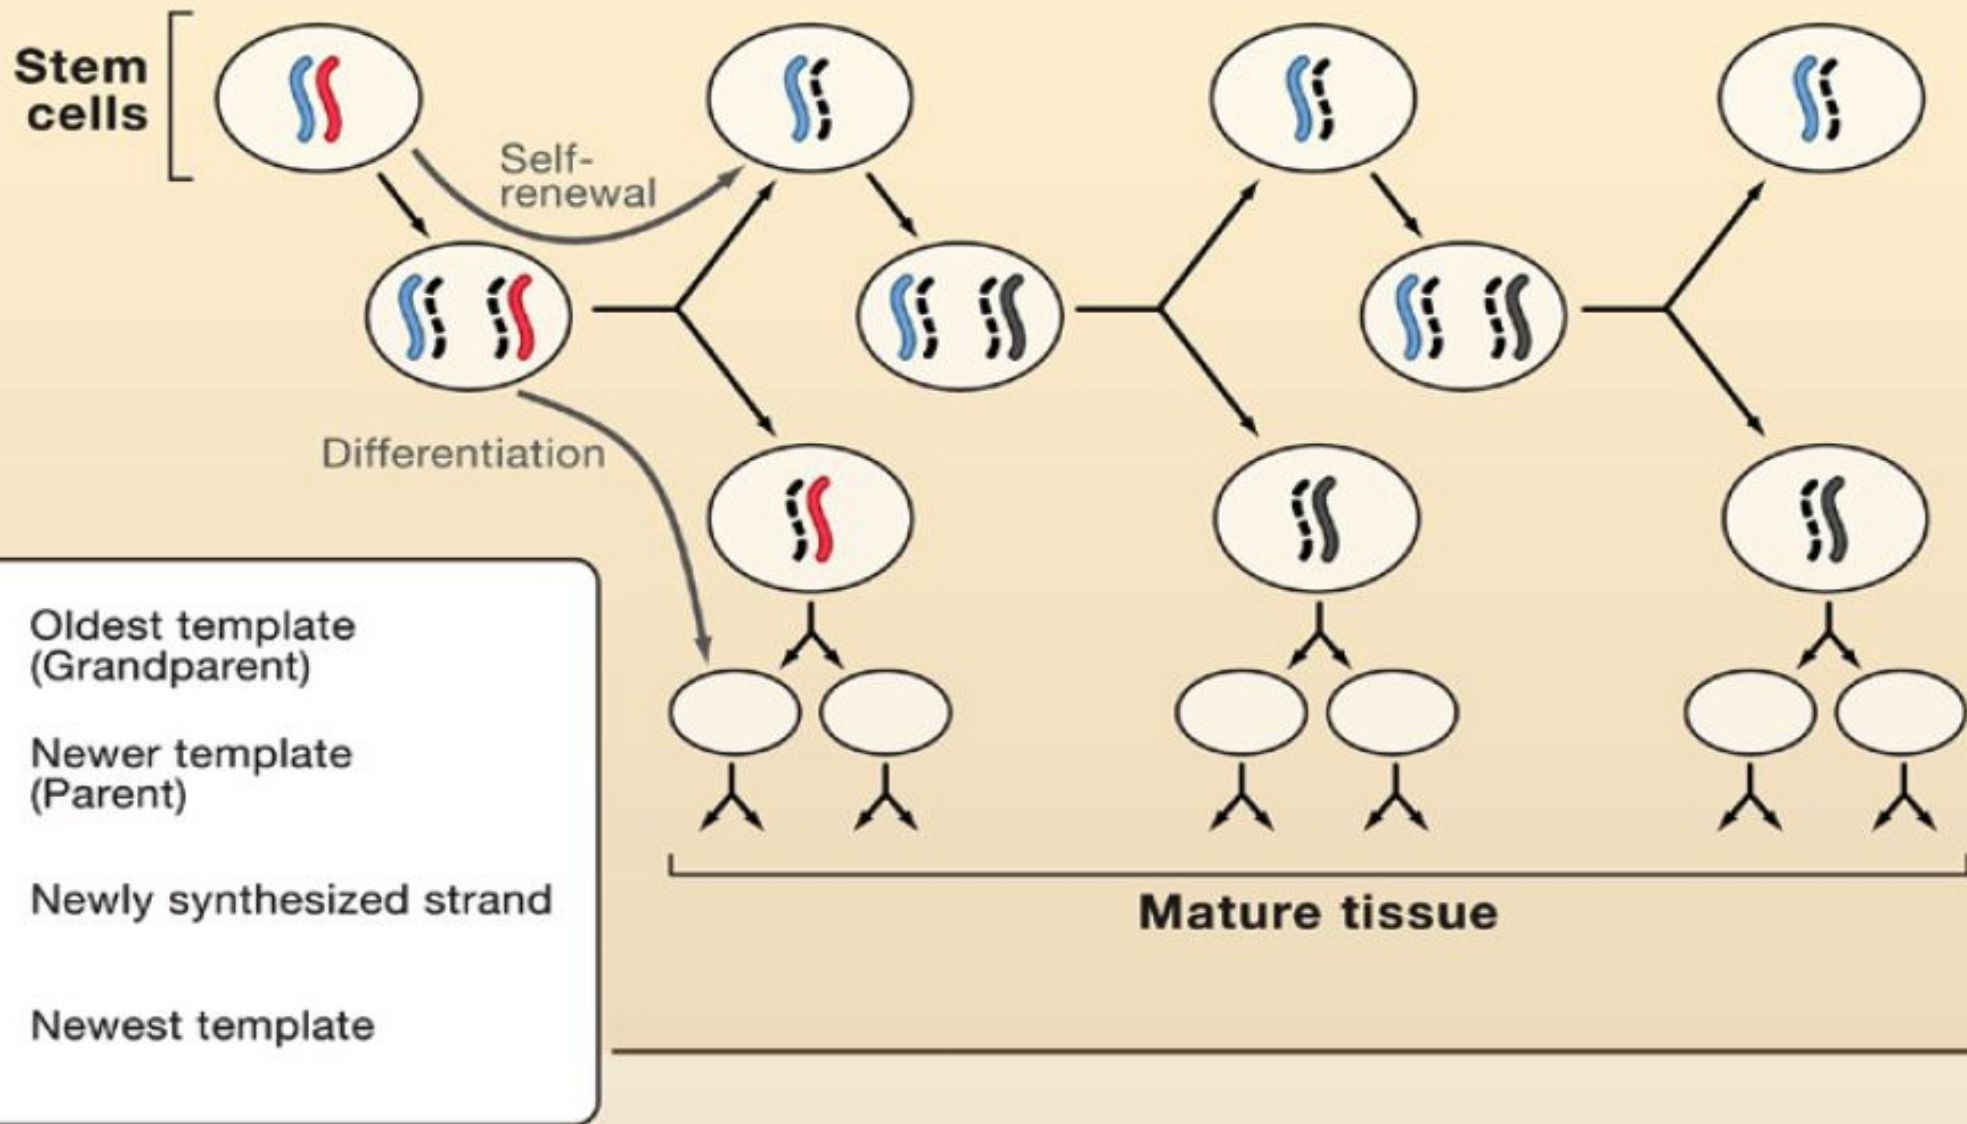 Stem
cells
Self-
renewal
Differentiation
Oldest template
(Grandparent)
Newer template
(Parent)
Newly synthesized strand
Newest template
Mature tissue